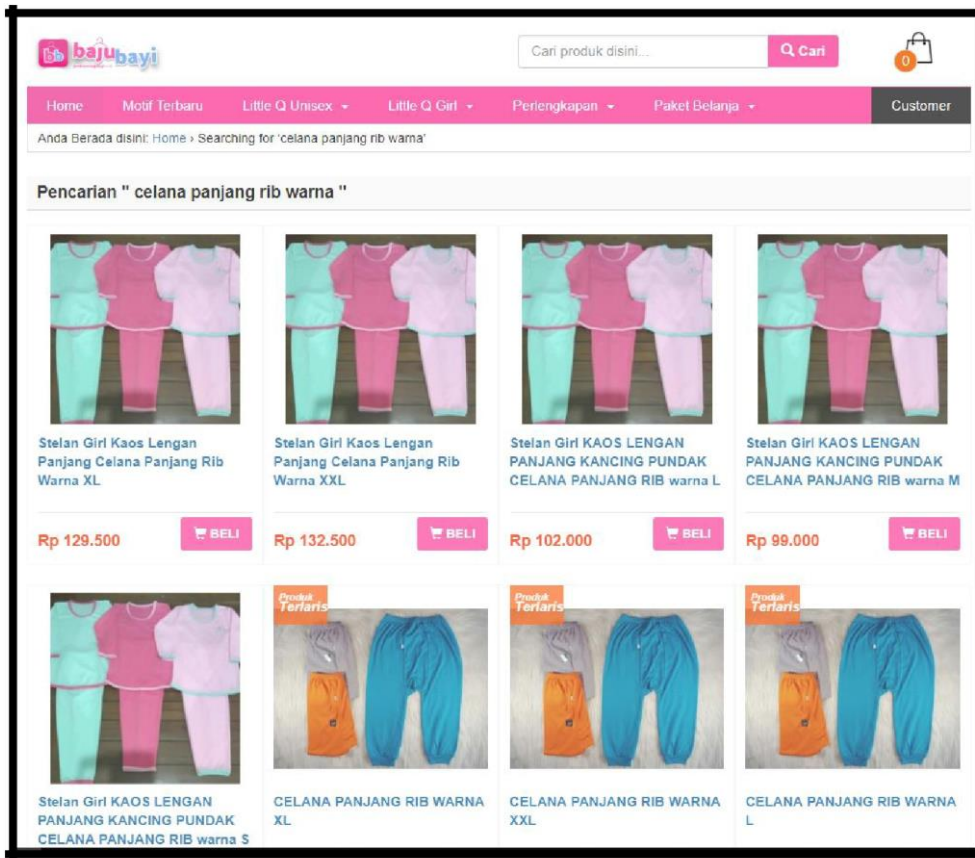 bb bajubayi
Cari produk disini...
Cari
0
Home Motif Terbaru Little Q Unisex Little Q Girl Perlengkapan Paket Belanja Customer
Anda Berada disini: Home › Searching for 'celana panjang rib warna'
Pencarian " celana panjang rib warna "
Stelan Girl Kaos Lengan
Panjang Celana Panjang Rib
Warna XL
Rp 129.500
BELI
Stelan Girl Kaos Lengan
Panjang Celana Panjang Rib
Warna XXL
Rp 132.500
BELI
Stelan Girl KAOS LENGAN
PANJANG KANCING PUNDAK
CELANA PANJANG RIB warna L
Rp 102.000
BELI
Stelan Girl KAOS LENGAN
PANJANG KANCING PUNDAK
CELANA PANJANG RIB warna M
Rp 99.000
BELI
Stelan Girl KAOS LENGAN
PANJANG KANCING PUNDAK
CELANA PANJANG RIB warna S
Produk
Terlaris
CELANA PANJANG RIB WARNA
XL
Produk
Terlaris
CELANA PANJANG RIB WARNA
XXL
Produk
Terlaris
CELANA PANJANG RIB WARNA
L